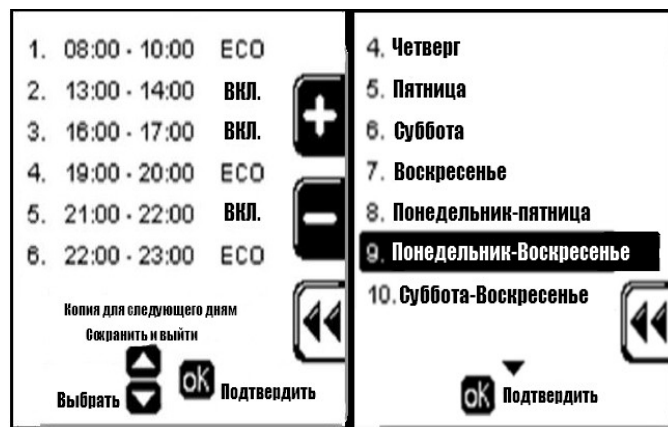 1. 08:00 - 10:00 ECO
2. 13:00 - 14:00 ВКЛ.
3. 16:00 - 17:00 ВКЛ.
4. 19:00 - 20:00 ECO
5. 21:00 - 22:00 ВКЛ.
6. 22:00 - 23:00 ECO
Копия для следующего дням
Сохранить и выйти
Выбрать oK Подтвердить
4. Четверг
5. Пятница
6. Суббота
7. Воскресенье
8. Понедельник-пятница
9. Понедельник-Воскресенье
10. Суббота-Воскресенье
oK Подтвердить